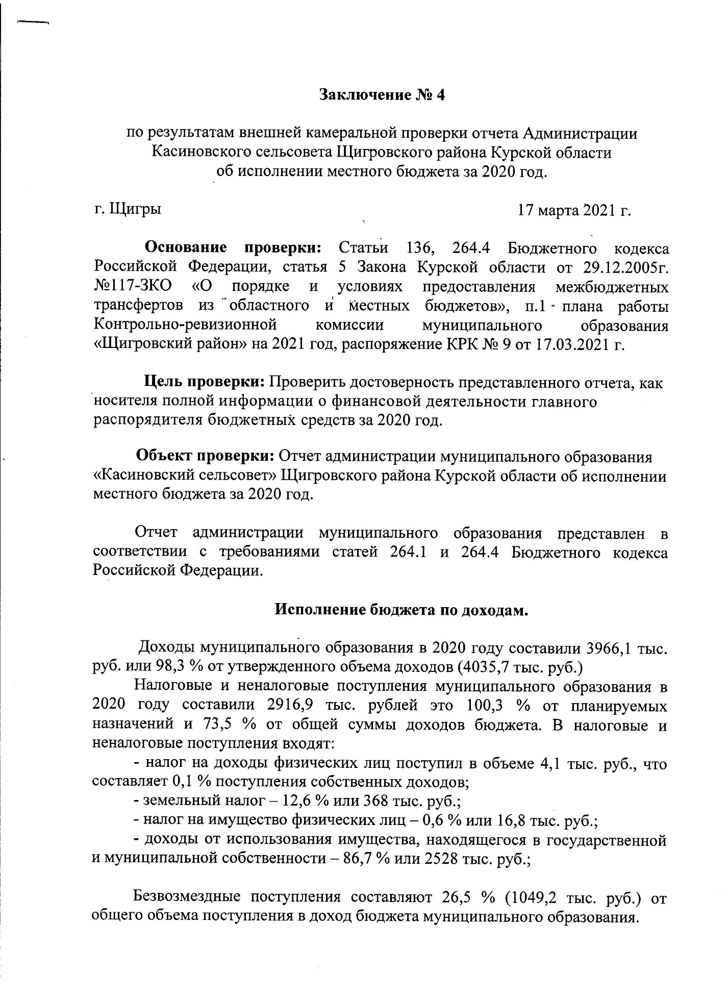 Заключение № 4
по результатам внешней камеральной проверки отчета Администрации
Касиновского сельсовета Щигровского района Курской области
об исполнении местного бюджета за 2020 год.
г. Щигры 17 марта 2021 г.
Основание проверки: Статьи 136, 264.4 Бюджетного кодекса
Российской Федерации, статья 5 Закона Курской области от 29.12.2005г.
№117-ЗКО «О порядке и условиях предоставления межбюджетных
трансфертов из областного и местных бюджетов», п.1 плана работы
Контрольно-ревизионной комиссии муниципального образования
«Щигровский район» на 2021 год, распоряжение КРК № 9 от 17.03.2021 г.
Цель проверки: Проверить достоверность представленного отчета, как
носителя полной информации о финансовой деятельности главного
распорядителя бюджетных средств за 2020 год.
Объект проверки: Отчет администрации муниципального образования
«Касиновский сельсовет» Щигровского района Курской области об исполнении
местного бюджета за 2020 год.
Отчет администрации муниципального образования представлен в
соответствии с требованиями статей 264.1 и 264.4 Бюджетного кодекса
Российской Федерации.
Исполнение бюджета по доходам.
Доходы муниципального образования в 2020 году составили 3966,1 тыс.
руб. или 98,3 % от утвержденного объема доходов (4035,7 тыс. руб.)
Налоговые и неналоговые поступления муниципального образования в
2020 году составили 2916,9 тыс. рублей это 100,3 % от планируемых
назначений и 73,5 % от общей суммы доходов бюджета. В налоговые и
неналоговые поступления входят:
- налог на доходы физических лиц поступил в объеме 4,1 тыс. руб., что
составляет 0,1 % поступления собственных доходов;
- земельный налог – 12,6 % или 368 тыс. руб.;
- налог на имущество физических лиц – 0,6 % или 16,8 тыс. руб.;
- доходы от использования имущества, находящегося в государственной
и муниципальной собственности – 86,7 % или 2528 тыс. руб.;
Безвозмездные поступления составляют 26,5 % (1049,2 тыс. руб.) от
общего объема поступления в доход бюджета муниципального образования.